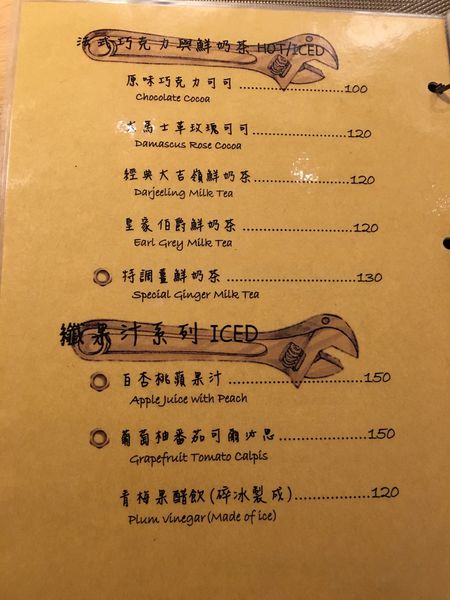 法式巧克力與鮮奶茶 HOT/ICED
原味巧克力可可..............................100
Chocolate Cocoa
大馬士革玫瑰可可..........................120
Damascus Rose Cocoa
經典大吉嶺鮮奶茶..........................120
Darjeeling Milk Tea
皇家伯爵鮮奶茶..............................120
Earl Grey Milk Tea
特調薑鮮奶茶..................................130
Special Ginger Milk Tea
纖果汁系列 ICED
百香桃蘋果汁..................................150
Apple Juice with Peach
葡萄柚番茄可爾必思......................150
Grapefruit Tomato Calpis
青梅果醋飲(碎冰製成)..................120
Plum vinegar(Made of ice)